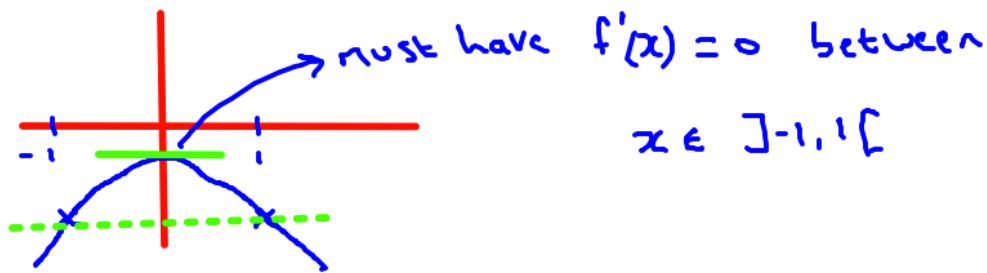 must have f'(x) = 0 between
x ∈ ]-1, 1[
-1 1